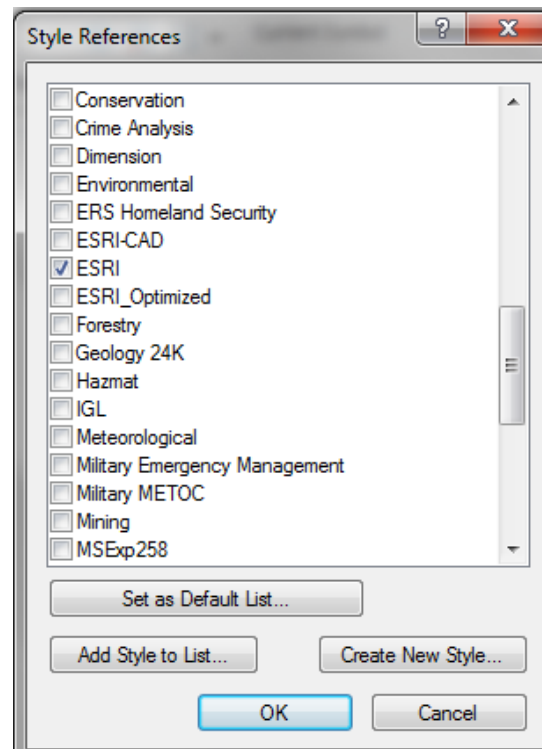 Style References
Conservation
Crime Analysis
Dimension
Environmental
ERS Homeland Security
ESRI-CAD
ESRI
ESRI_Optimized
Forestry
Geology 24K
Hazmat
IGL
Meteorological
Military Emergency Management
Military METOC
Mining
MSExp258
Set as Default List...
Add Style to List... Create New Style...
OK Cancel